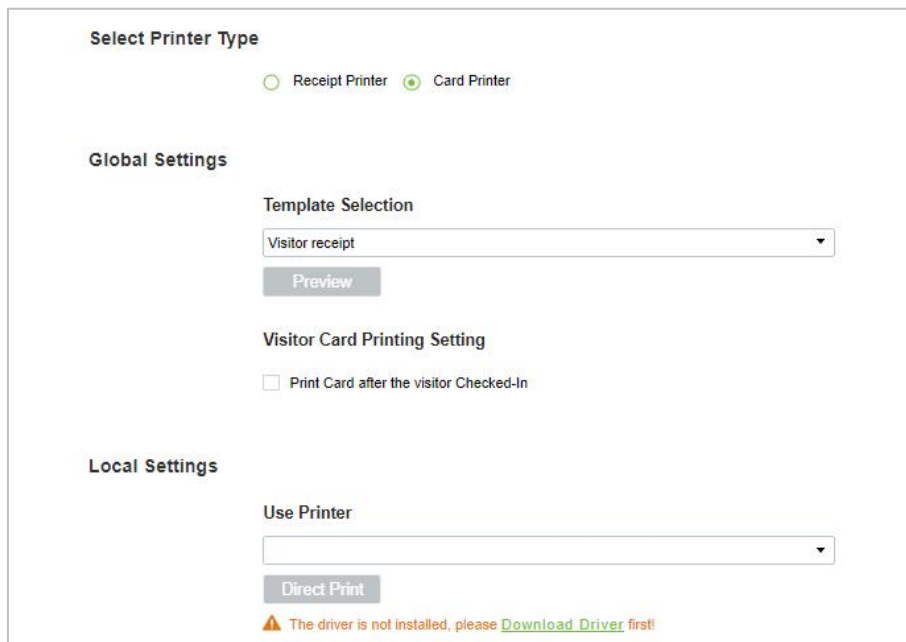 Select Printer Type
Receipt Printer Card Printer
Global Settings
Template Selection
Visitor receipt
Preview
Visitor Card Printing Setting
Print Card after the visitor Checked-In
Local Settings
Use Printer
Direct Print
The driver is not installed, please Download Driver first!